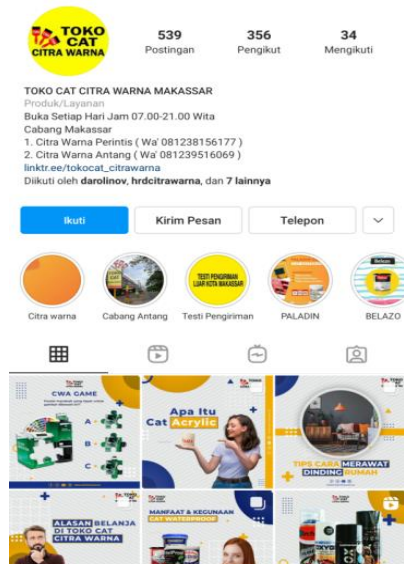 TOKO
CAT
CITRA WARNA
539
Postingan
356
Pengikut
34
Mengikuti
TOKO CAT CITRA WARNA MAKASSAR
Produk/Layanan
Buka Setiap Hari Jam 07.00-21.00 Wita
Cabang Makassar
1. Citra Warna Perintis ( Wa' 081238156177 )
2. Citra Warna Antang ( Wa' 081239516069 )
linktr.ee/tokocat_citrawarna
Diikuti oleh darolinov, hrdcitrawarna, dan 7 lainnya
Ikuti
Kirim Pesan
Telepon
TESTI PENGIRIMAN
LUAR KOTA MAKASSAR
Citra warna
Cabang Antang
Testi Pengiriman
PALADIN
BELAZO
CWA GAME
A
B
C
Apa Itu
Cat Acrylic
TIPS CARA MERAWAT
DINDING RUMAH
ALASAN BELANJA
DI TOKO CAT
CITRA WARNA
MANFAAT & KEGUNAAN
CAT WATERPROOF